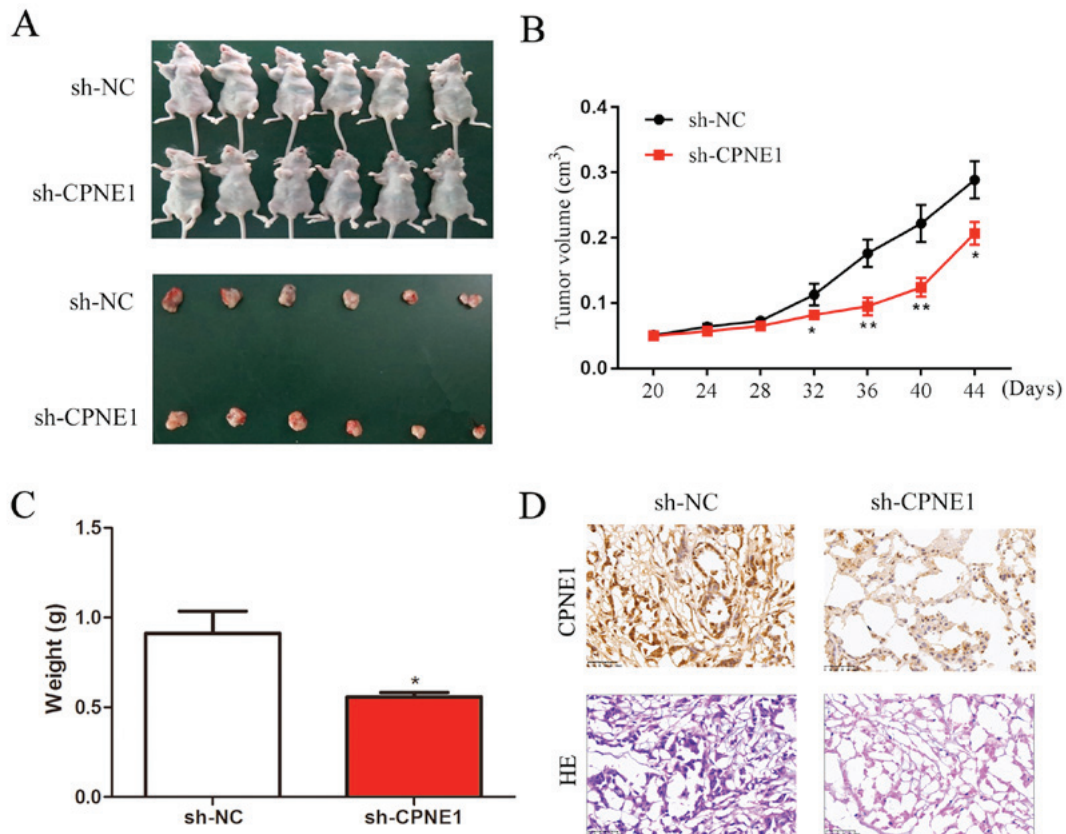 A
sh-NC
sh-CPNE1
sh-NC
sh-CPNE1
B
Tumor volume (cm³)
0.4
0.3
0.2
0.1
0.0
sh-NC
sh-CPNE1
*
**
**
*
20 24 28 32 36 40 44 (Days)
C
Weight (g)
1.5
1.0
0.5
0.0
*
sh-NC sh-CPNE1
D
sh-NC sh-CPNE1
CPNE1
HE